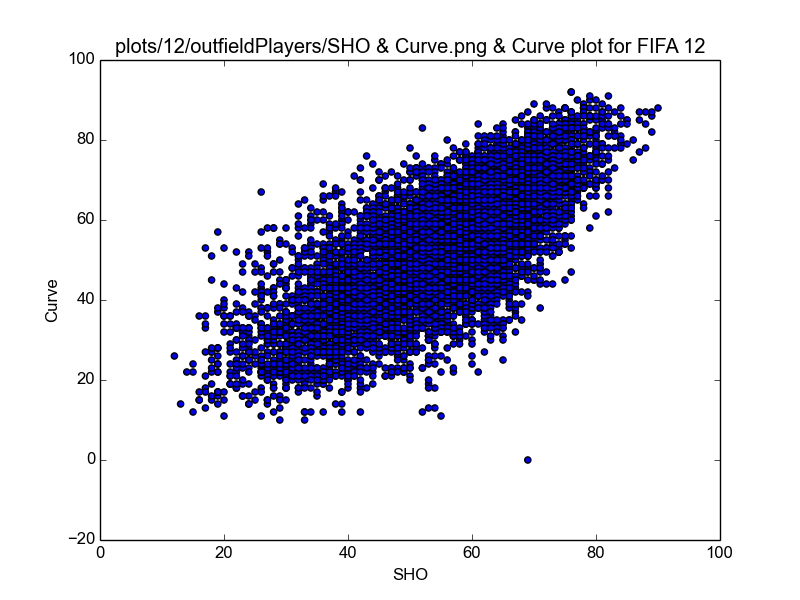 plots/12/outfieldPlayers/SHO & Curve.png & Curve plot for FIFA 12
100
80
60
40
20
0
−20
Curve
0 20 40 60 80 100
SHO